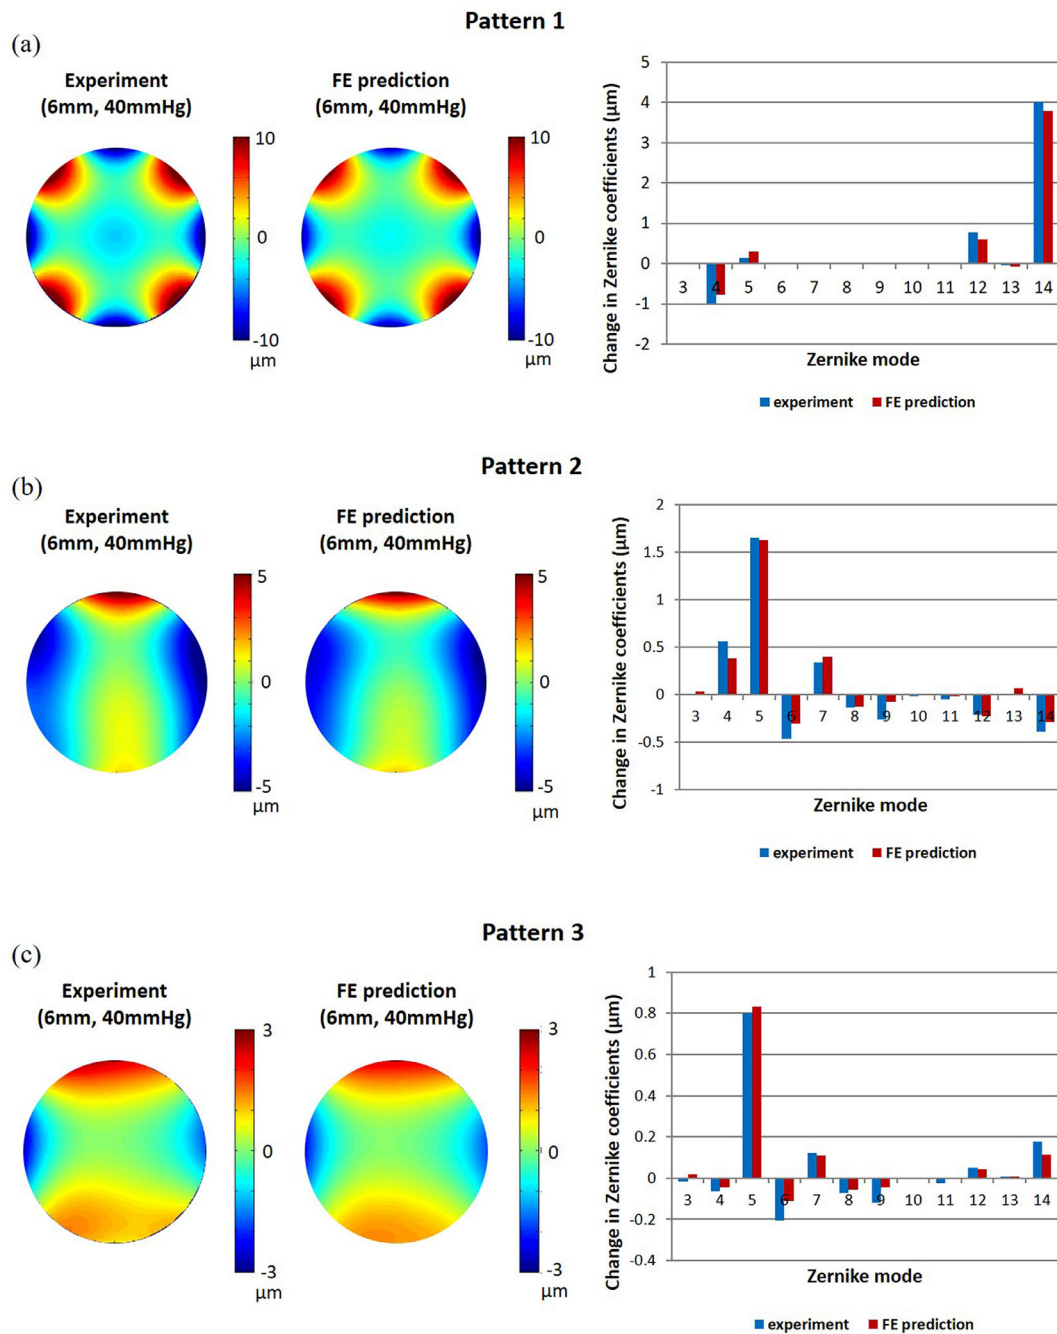 Pattern 1
(a)
Experiment
(6mm, 40mmHg)
FE prediction
(6mm, 40mmHg)
10
0
-10
µm
10
0
-10
µm
Change in Zernike coefficients (µm)
5
4
3
2
1
0
-1
-2
3 4 5 6 7 8 9 10 11 12 13 14
Zernike mode
experiment FE prediction
Pattern 2
(b)
Experiment
(6mm, 40mmHg)
FE prediction
(6mm, 40mmHg)
5
0
-5
µm
5
0
-5
µm
Change in Zernike coefficients (µm)
2
1.5
1
0.5
0
-0.5
-1
3 4 5 6 7 8 9 10 11 12 13 14
Zernike mode
experiment FE prediction
Pattern 3
(c)
Experiment
(6mm, 40mmHg)
FE prediction
(6mm, 40mmHg)
3
0
-3
µm
3
0
-3
µm
Change in Zernike coefficients (µm)
1
0.8
0.6
0.4
0.2
0
-0.2
-0.4
3 4 5 6 7 8 9 10 11 12 13 14
Zernike mode
experiment FE prediction